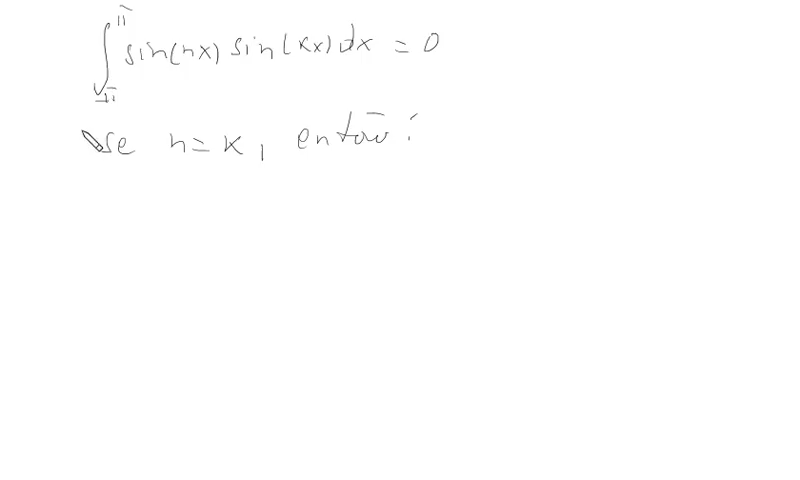 ∫_{-π}^{π} sin(nx) sin(kx) dx = 0
se n = k, então: